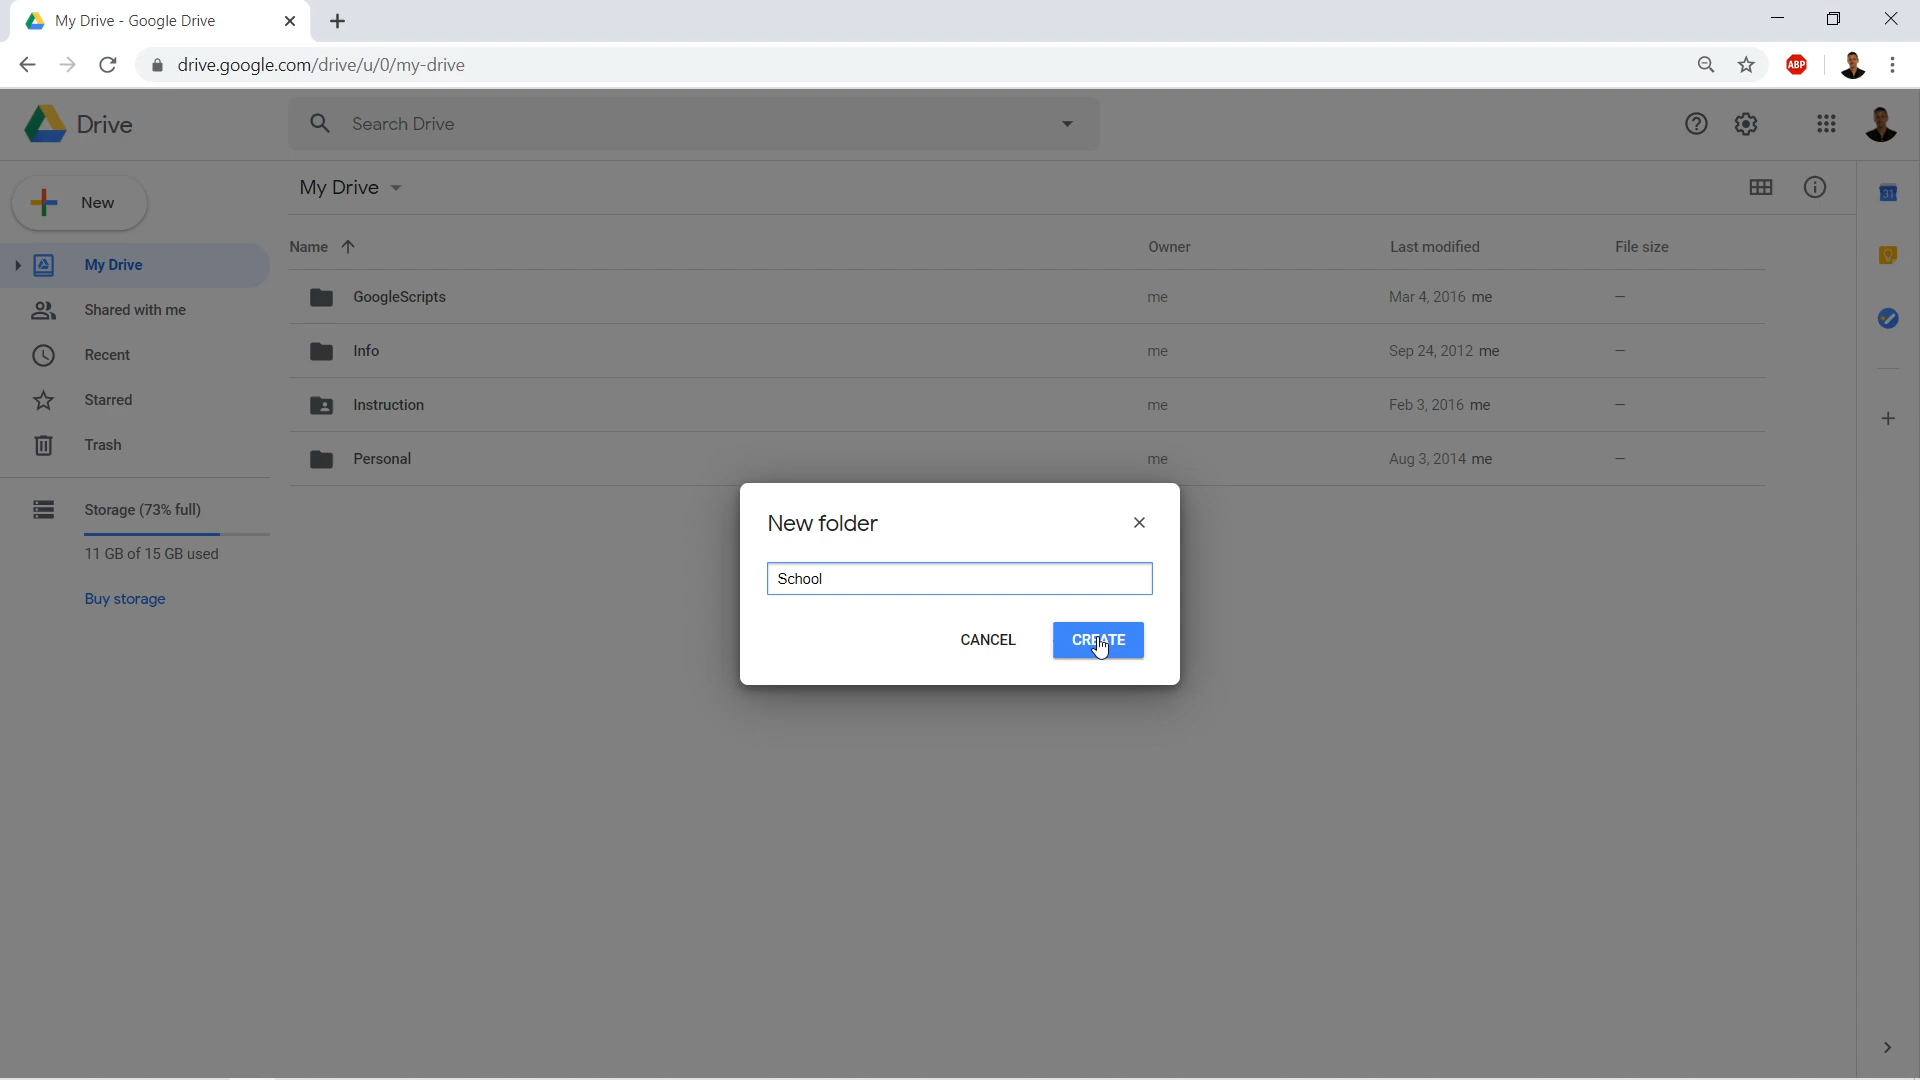 My Drive - Google Drive
drive.google.com/drive/u/0/my-drive
ABP
Drive
Search Drive
New
My Drive
Name Owner Last modified File size
My Drive
Shared with me
Recent
Starred
Trash
Storage (73% full)
11 GB of 15 GB used
Buy storage
GoogleScripts me Mar 4, 2016 me –
Info me Sep 24, 2012 me –
Instruction me Feb 3, 2016 me –
Personal me Aug 3, 2014 me –
31
New folder
School
CANCEL CREATE